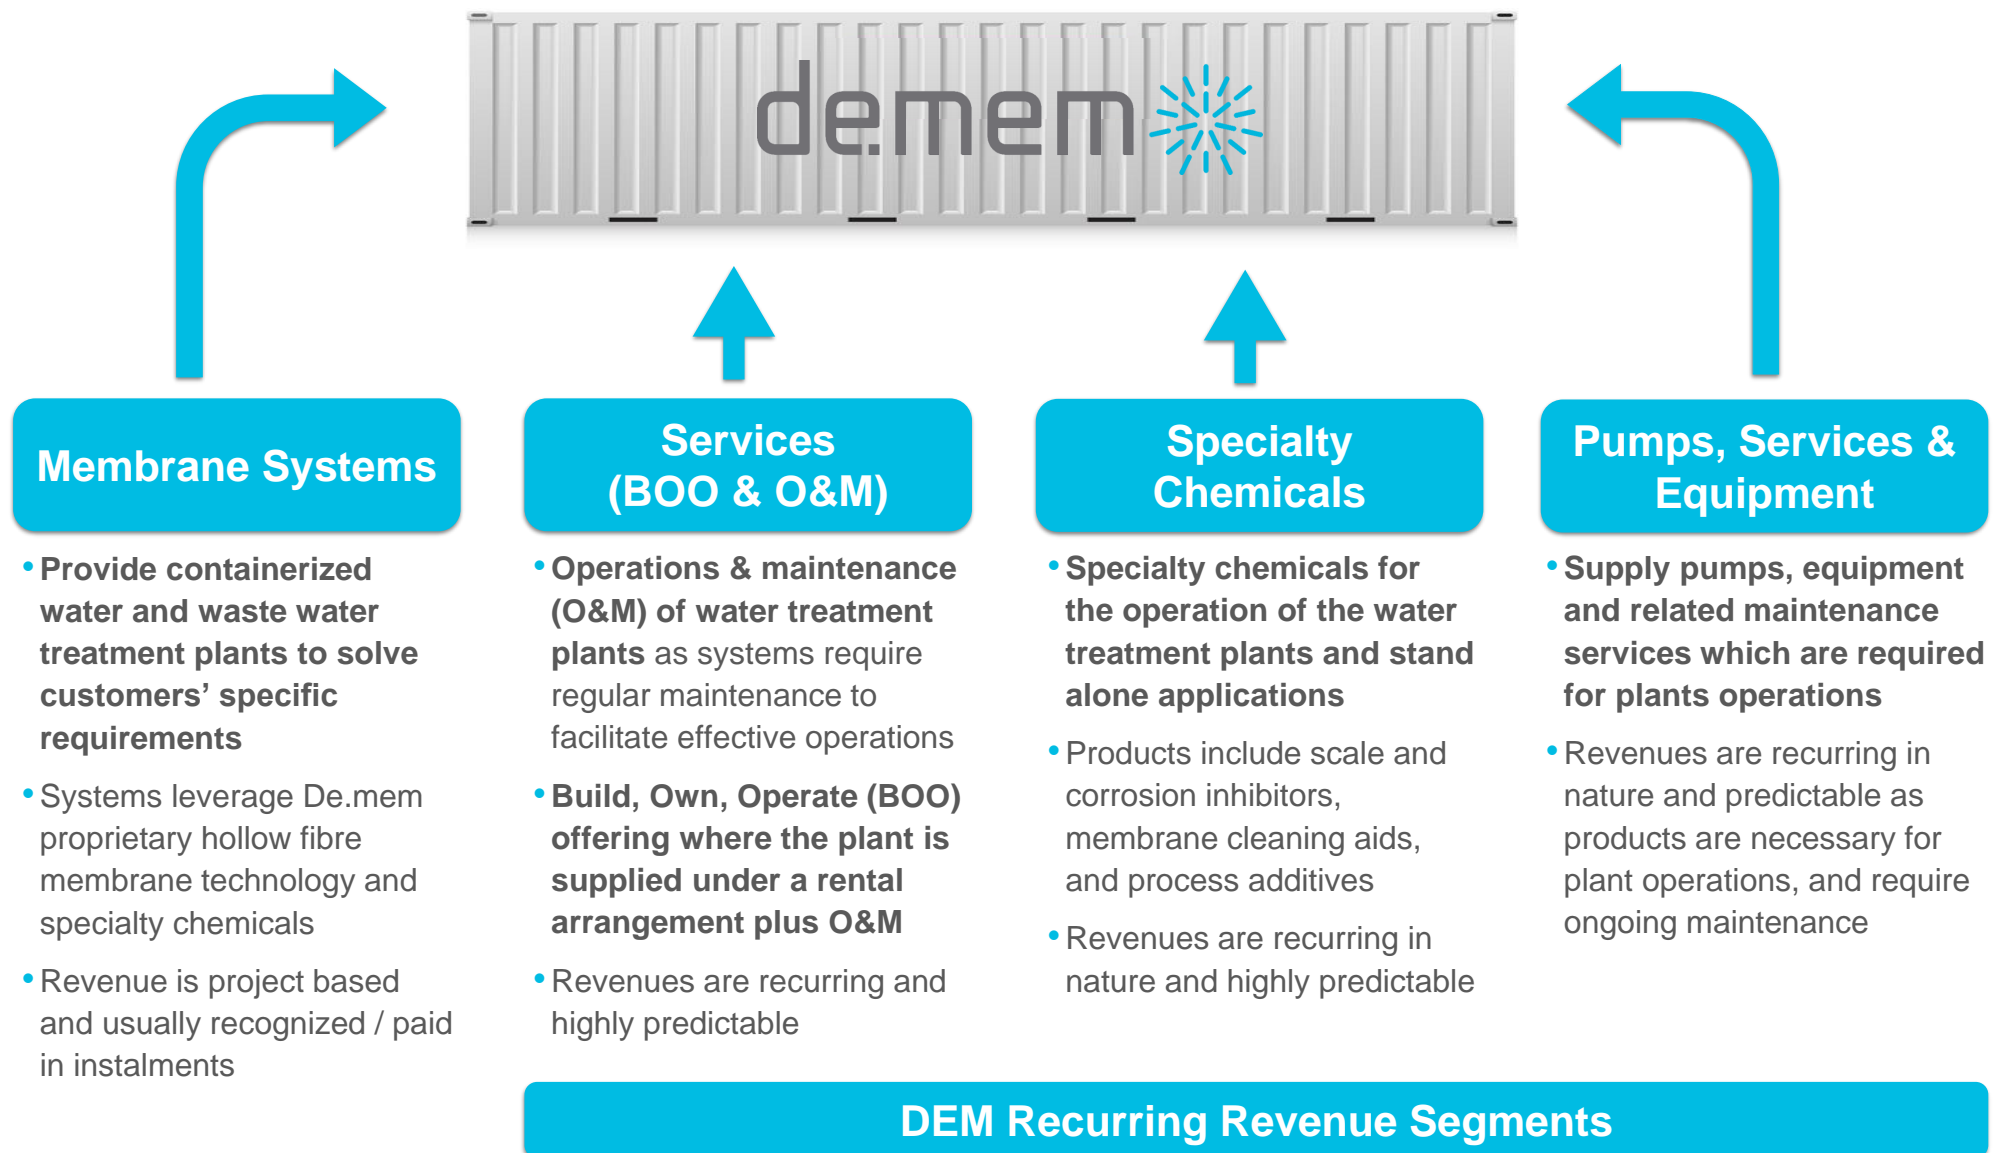 de.mem
Membrane Systems
• Provide containerized
water and waste water
treatment plants to solve
customers’ specific
requirements
• Systems leverage De.mem
proprietary hollow fibre
membrane technology and
specialty chemicals
• Revenue is project based
and usually recognized / paid
in instalments
Services
(BOO & O&M)
• Operations & maintenance
(O&M) of water treatment
plants as systems require
regular maintenance to
facilitate effective operations
• Build, Own, Operate (BOO)
offering where the plant is
supplied under a rental
arrangement plus O&M
• Revenues are recurring and
highly predictable
Specialty
Chemicals
• Specialty chemicals for
the operation of the water
treatment plants and stand
alone applications
• Products include scale and
corrosion inhibitors,
membrane cleaning aids,
and process additives
• Revenues are recurring in
nature and highly predictable
Pumps, Services &
Equipment
• Supply pumps, equipment
and related maintenance
services which are required
for plants operations
• Revenues are recurring in
nature and predictable as
products are necessary for
plant operations, and require
ongoing maintenance
DEM Recurring Revenue Segments